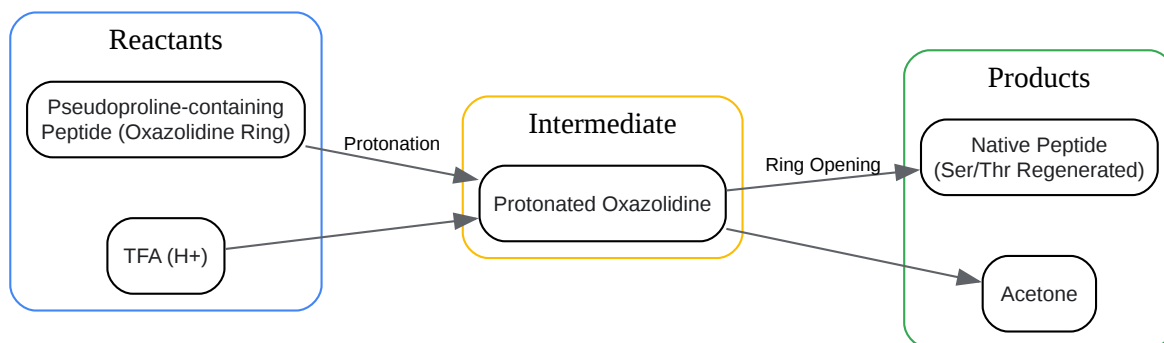 Reactants
Pseudoproline-containing
Peptide (Oxazolidine Ring)
TFA (H+)
Protonation
Intermediate
Protonated Oxazolidine
Ring Opening
Products
Native Peptide
(Ser/Thr Regenerated)
Acetone